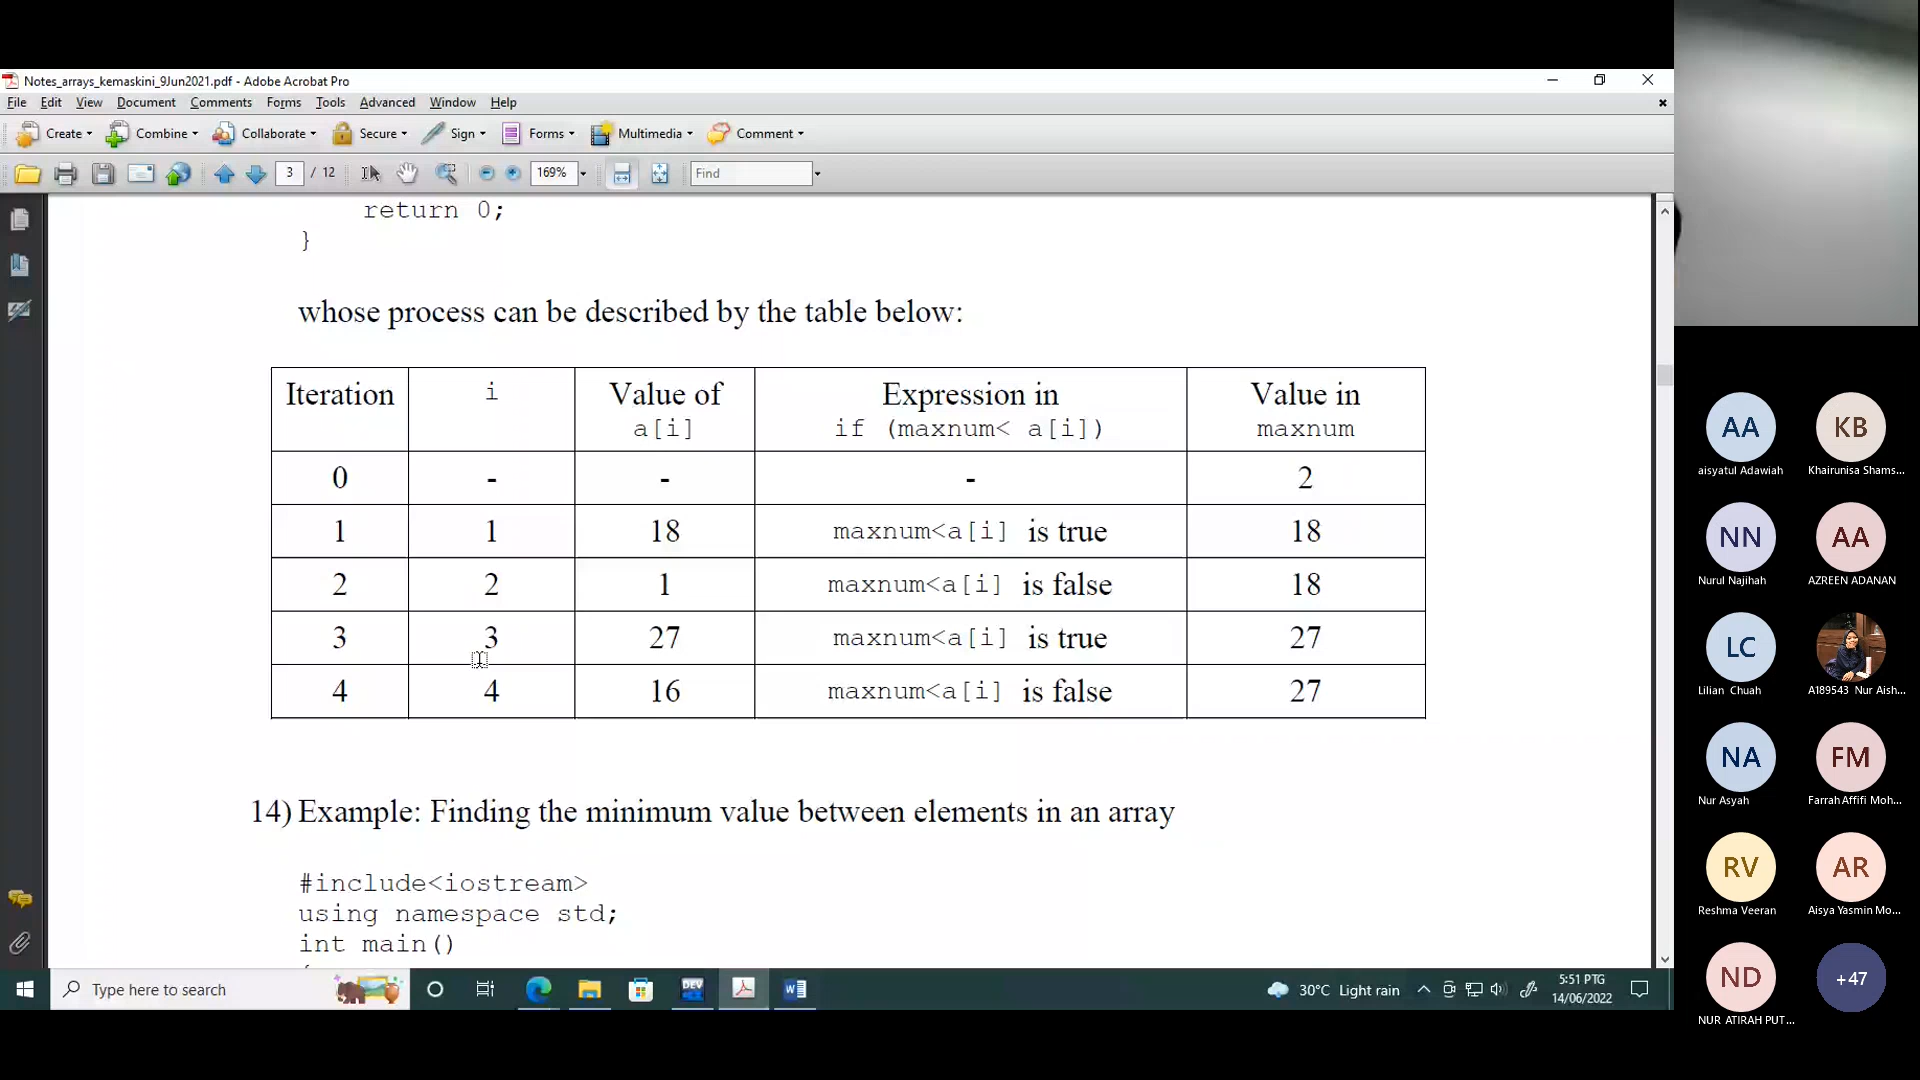 Notes_arrays_kemaskini_9Jun2021.pdf - Adobe Acrobat Pro
File Edit View Document Comments Forms Tools Advanced Window Help
Create Combine Collaborate Secure Sign Forms Multimedia Comment
3 / 12 169% Find
return 0;
}
whose process can be described by the table below:
Iteration i Value of a[i] Expression in if (maxnum< a[i]) Value in maxnum
0 - - - 2
1 1 18 maxnum<a[i] is true 18
2 2 1 maxnum<a[i] is false 18
3 3 27 maxnum<a[i] is true 27
4 4 16 maxnum<a[i] is false 27
14) Example: Finding the minimum value between elements in an array
#include<iostream>
using namespace std;
int main()
Type here to search
DEV
W
30°C Light rain
5:51 PTG
14/06/2022
AA KB
aisyatul Adawiah Khairunisa Shams...
NN AA
Nurul Najihah AZREEN ADANAN
LC
Lilian Chuah A189543 Nur Aish...
NA FM
Nur Asyah Farrah Affifi Moh...
RV AR
Reshma Veeran Aisya Yasmin Mo...
ND +47
NUR ATIRAH PUT...